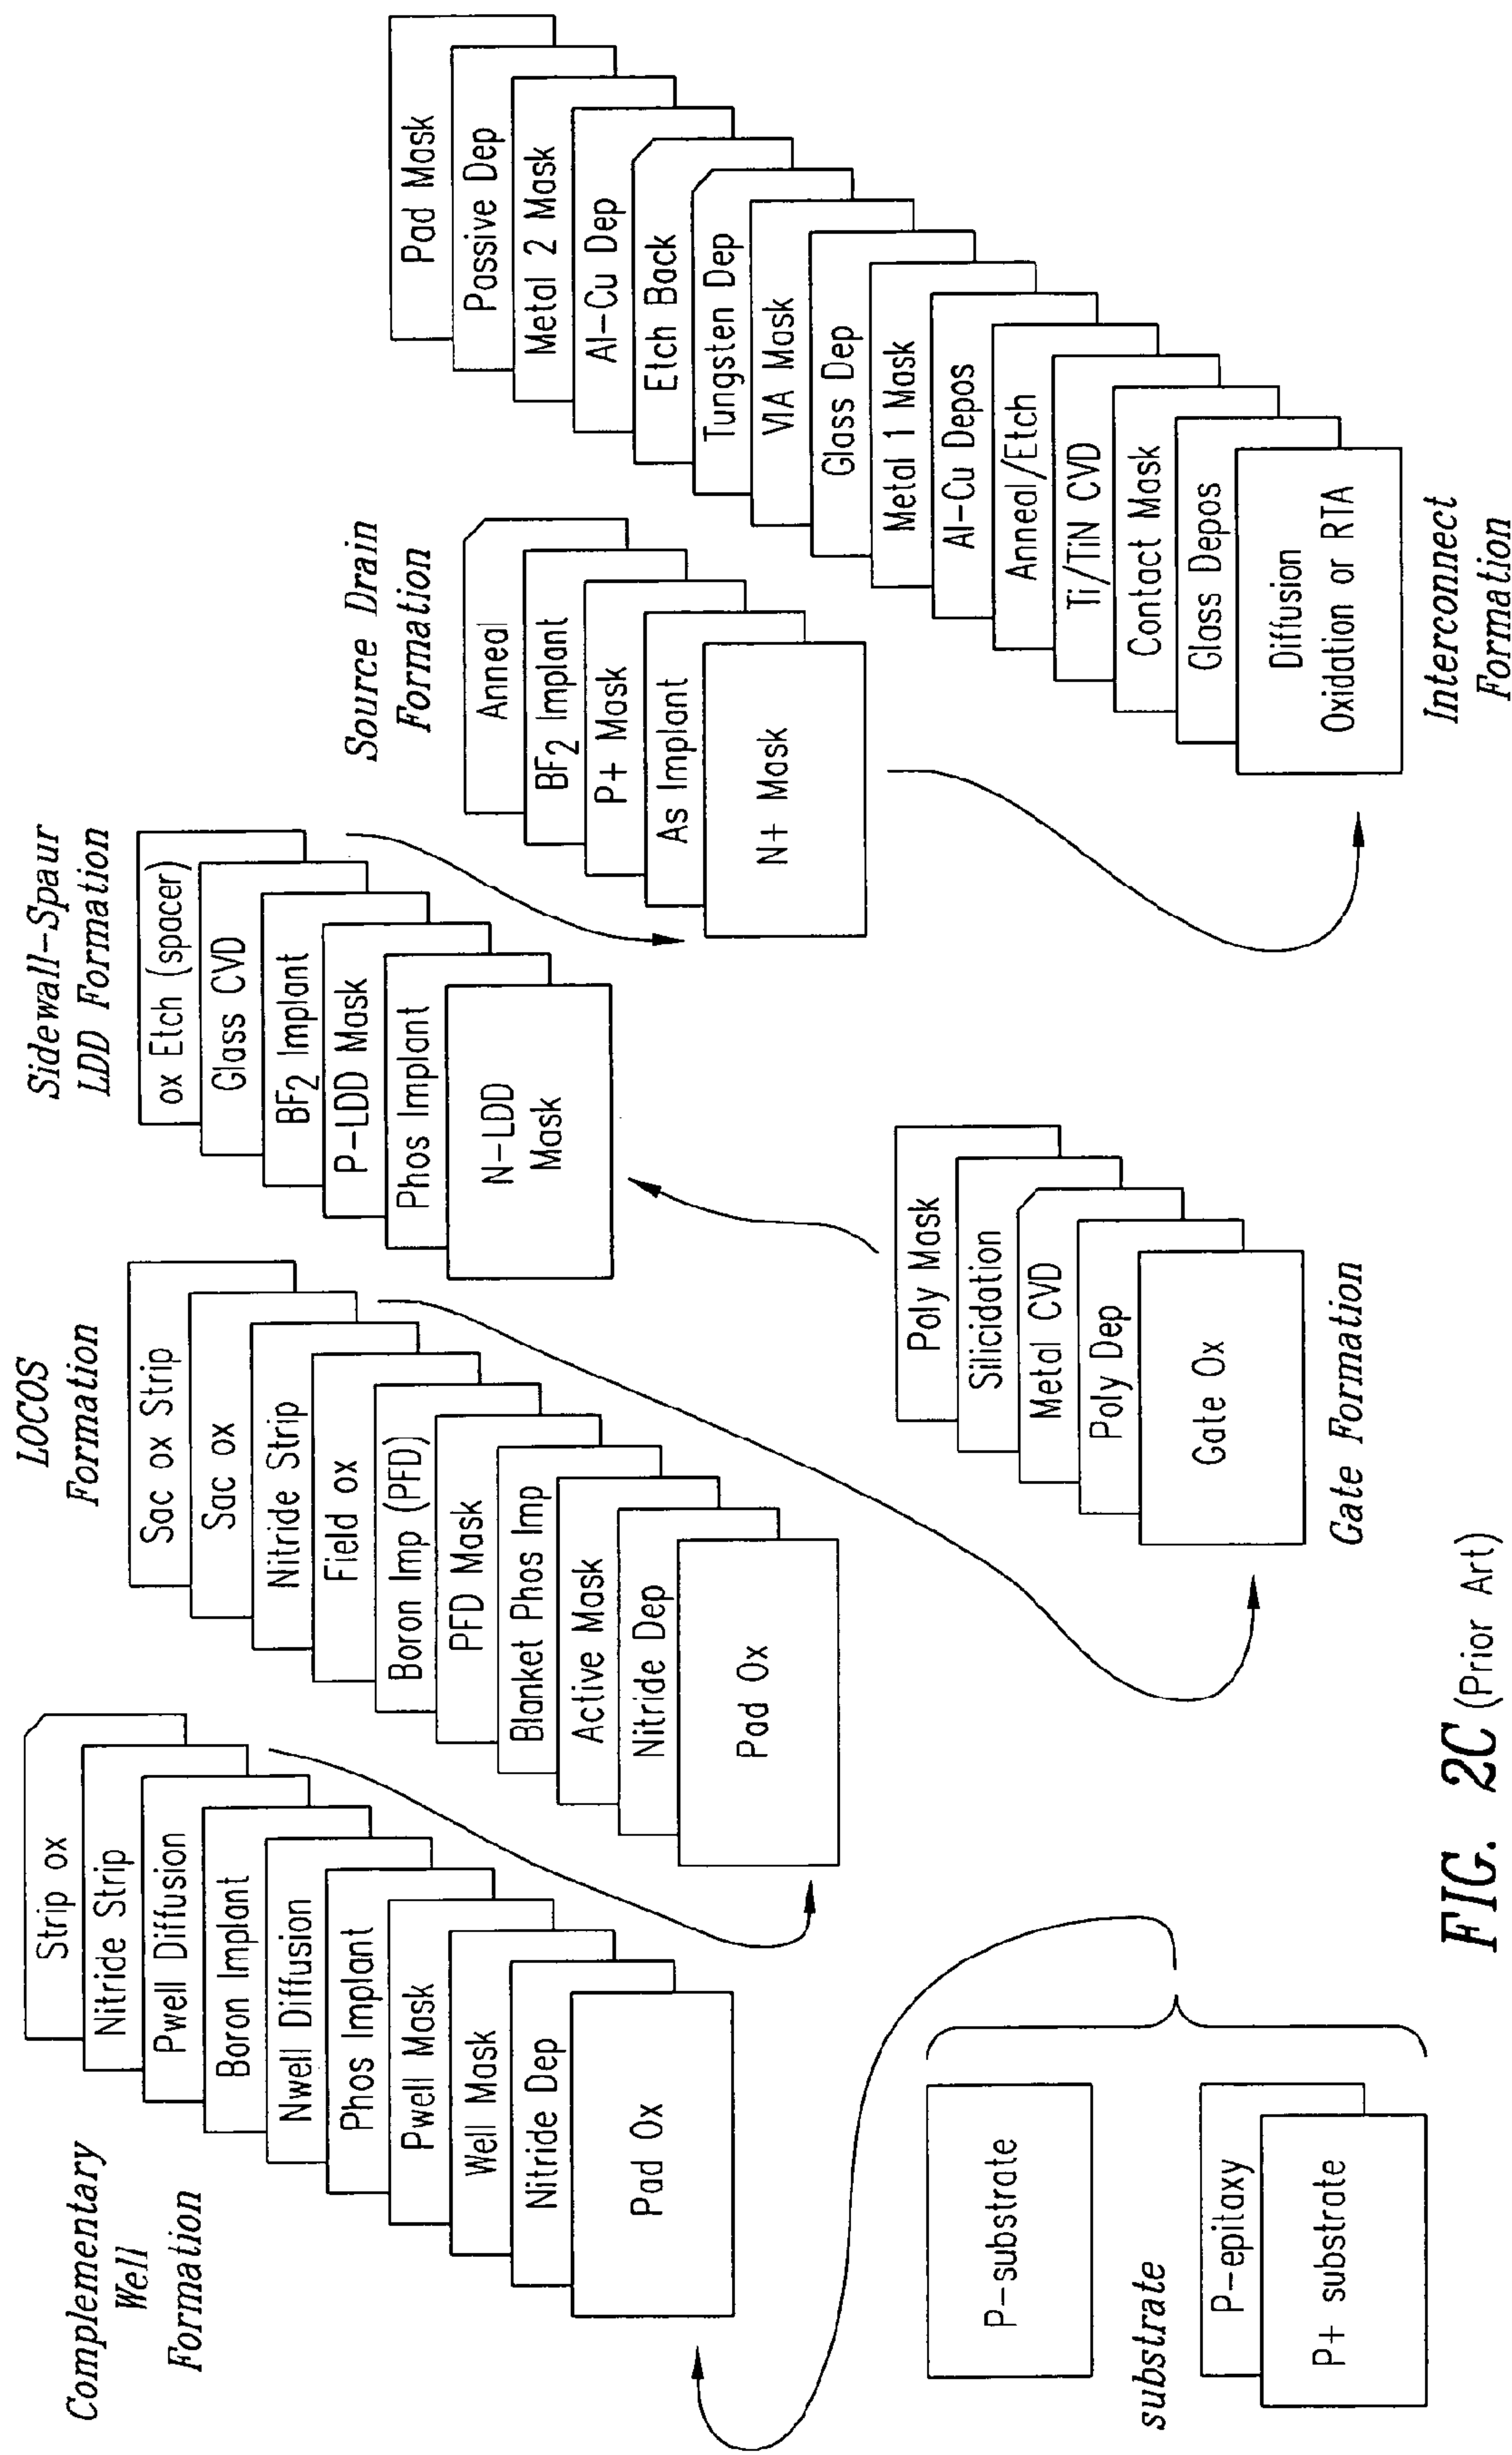 Complementary
Well
Formation
Strip ox
Nitride Strip
Pwell Diffusion
Boron Implant
Nwell Diffusion
Phos Implant
Pwell Mask
Well Mask
Nitride Dep
Pad Ox
LOCOS
Formation
Sac ox Strip
Sac ox
Nitride Strip
Field ox
Boron Imp (PFD)
PFD Mask
Blanket Phos Imp
Active Mask
Nitride Dep
Pad Ox
Sidewall-Spaur
LDD Formation
ox Etch (spacer)
Glass CVD
BF2 Implant
P-LDD Mask
Phos Implant
N-LDD
Mask
Source Drain
Formation
Anneal
BF2 Implant
P+ Mask
As Implant
N+ Mask
Pad Mask
Passive Dep
Metal 2 Mask
Al-Cu Dep
Etch Back
Tungsten Dep
VIA Mask
Glass Dep
Metal 1 Mask
Al-Cu Depos
Anneal/Etch
Ti/TiN CVD
Contact Mask
Glass Depos
Diffusion
Oxidation or RTA
Interconnect
Formation
Poly Mask
Silicidation
Metal CVD
Poly Dep
Gate Ox
Gate Formation
P-substrate
substrate
P-epitaxy
P+ substrate
FIG. 2C (Prior Art)